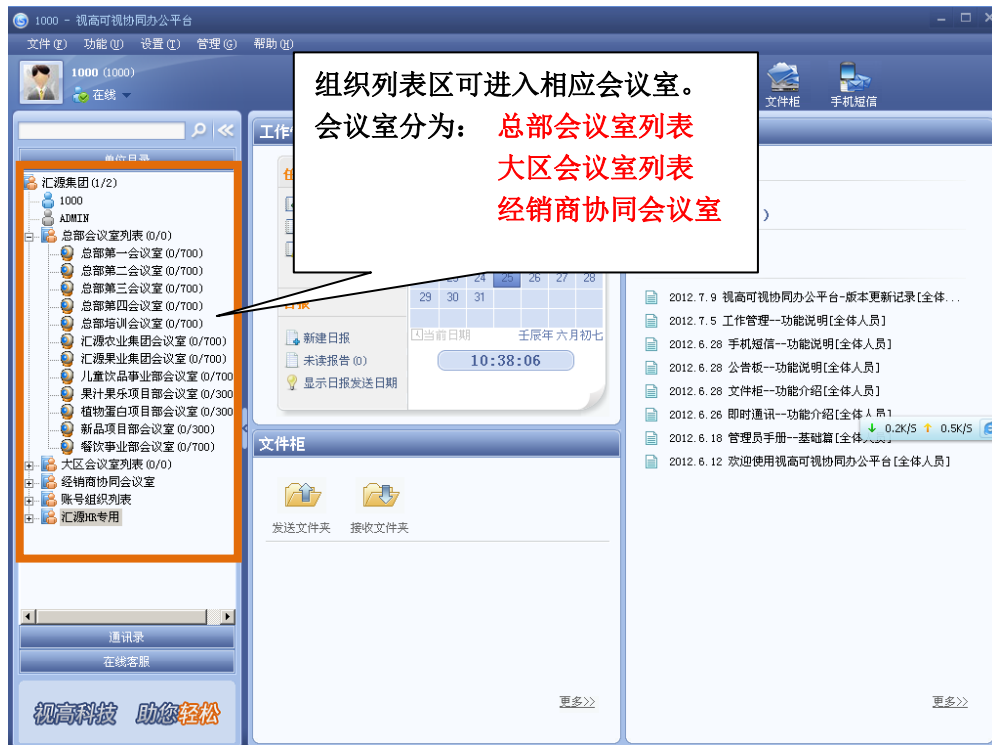 1000 - 视高可视协同办公平台
文件(F) 功能(U) 设置(T) 管理(G) 帮助(H)
1000 (1000)
在线
文件柜 手机短信
组织列表区可进入相应会议室。
会议室分为： 总部会议室列表
大区会议室列表
经销商协同会议室
单位目录
汇源集团(1/2)
1000
ADMIN
总部会议室列表(0/0)
总部第一会议室(0/700)
总部第二会议室(0/700)
总部第三会议室(0/700)
总部第四会议室(0/700)
总部培训会议室(0/700)
汇源农业集团会议室(0/700)
汇源果业集团会议室(0/700)
儿童饮品事业部会议室(0/700
果汁果乐项目部会议室(0/300
植物蛋白项目部会议室(0/300
新品项目部会议室(0/300)
餐饮事业部会议室(0/700)
大区会议室列表(0/0)
经销商协同会议室
账号组织列表
汇源HR专用
通讯录
在线客服
视高科技 助您轻松
工作
24 25 26 27 28
29 30 31
当前日期 壬辰年 六月初七
10:38:06
新建日报
未读报告(0)
显示日报发送日期
文件柜
发送文件夹 接收文件夹
更多>>
)
2012.7.9 视高可视协同办公平台-版本更新记录[全体...
2012.7.5 工作管理--功能说明[全体人员]
2012.6.28 手机短信--功能说明[全体人员]
2012.6.28 公告板--功能说明[全体人员]
2012.6.28 文件柜--功能介绍[全体人员]
2012.6.26 即时通讯--功能介绍[全体人员]
2012.6.18 管理员手册--基础篇[全体人员]
2012.6.12 欢迎使用视高可视协同办公平台[全体人员]
0.2K/S 0.5K/S
更多>>